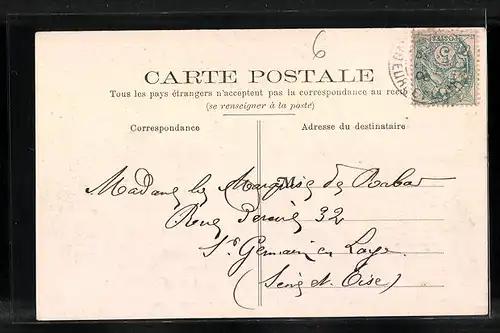 6
CARTE POSTALE
Tous les pays étrangers n'acceptent pas la correspondance au recto
(se renseigner à la poste)
Correspondance
Adresse du destinataire
M
Madame la Marquise de
Rue 32
St Germain en Laye
(Seine et Oise)